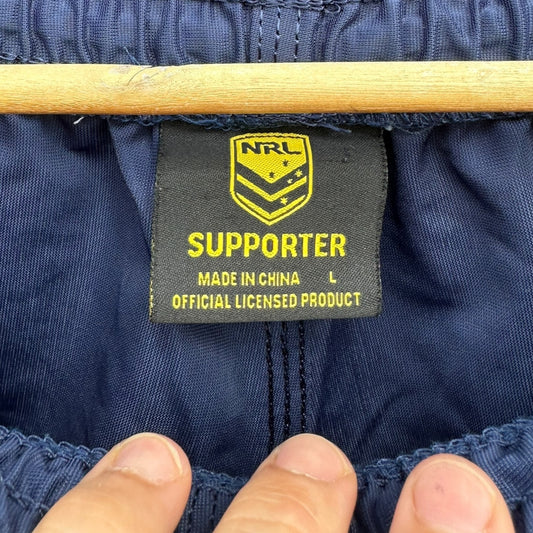 NRL
SUPPORTER
MADE IN CHINA L
OFFICIAL LICENSED PRODUCT